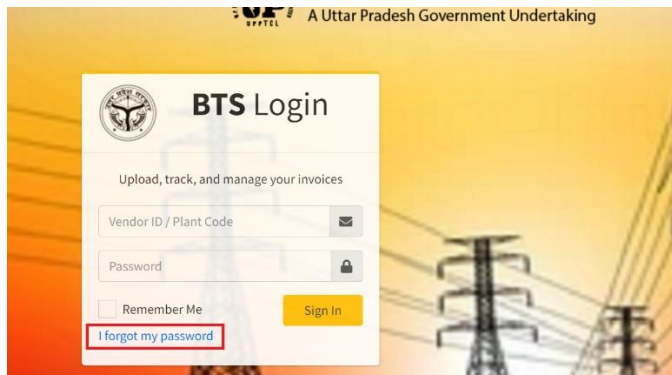 UPPTCL
A Uttar Pradesh Government Undertaking
BTS Login
Upload, track, and manage your invoices
Vendor ID / Plant Code
Password
Remember Me
Sign In
I forgot my password